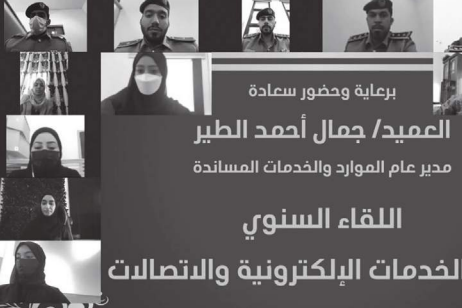 برعاية وحضور سعادة
العميد/ جمال أحمد الطير
مدير عام الموارد والخدمات المساندة
اللقاء السنوي
لخدمات الإلكترونية والاتصالات